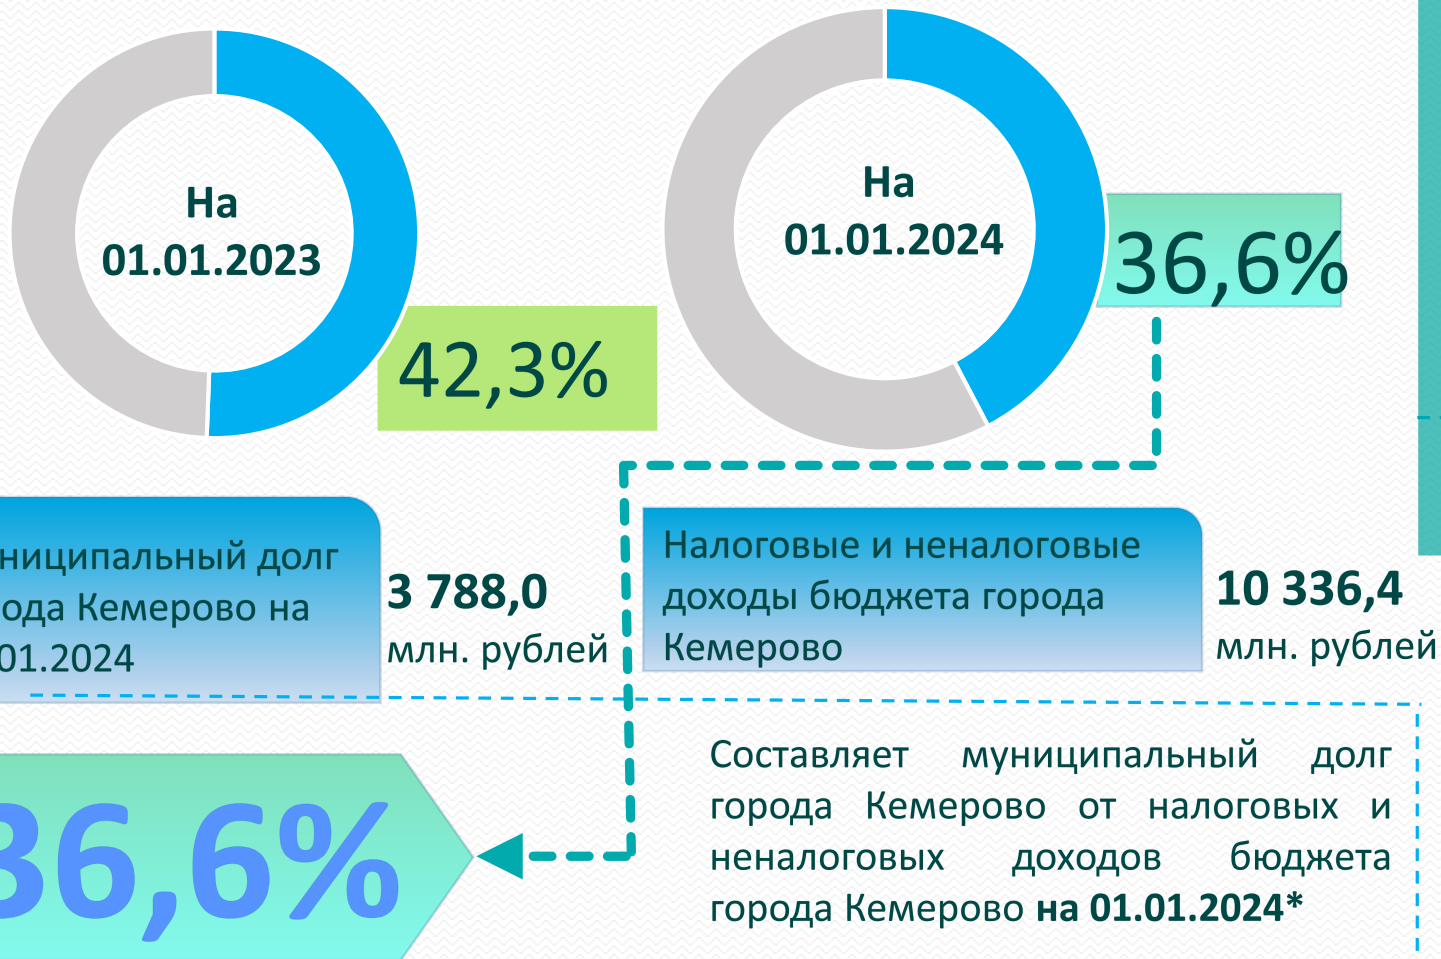 На
01.01.2023
42,3%
На
01.01.2024
36,6%
ниципальный долг
ода Кемерово на
01.2024
3 788,0
млн. рублей
Налоговые и неналоговые
доходы бюджета города
Кемерово
10 336,4
млн. рублей
36,6%
Составляет муниципальный долг
города Кемерово от налоговых и
неналоговых доходов бюджета
города Кемерово на 01.01.2024*